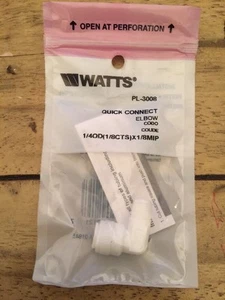 ↑ OPEN AT PERFORATION ↑
WATTS®
PL-3008
QUICK CONNECT
ELBOW
CODO
COUDE
1/4OD(1/8CTS)X1/8MIP